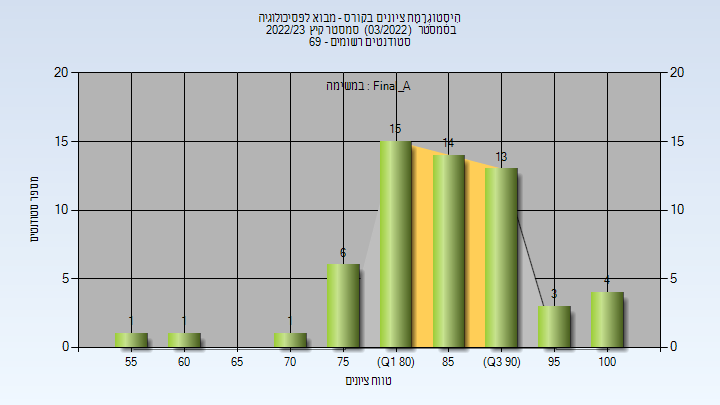 היסטוגרמת ציונים בקורס - מבוא לפסיכולוגיה
בסמסטר (03/2022) סמסטר קיץ 2022/23
סטודנטים רשומים - 69
במשימה : Final_A
20 20
15 15
10 10
5 5
0 0
מספר סטודנטים
1 1 1 6 15 14 13 3 4
55 60 65 70 75 (Q1 80) 85 (Q3 90) 95 100
טווח ציונים